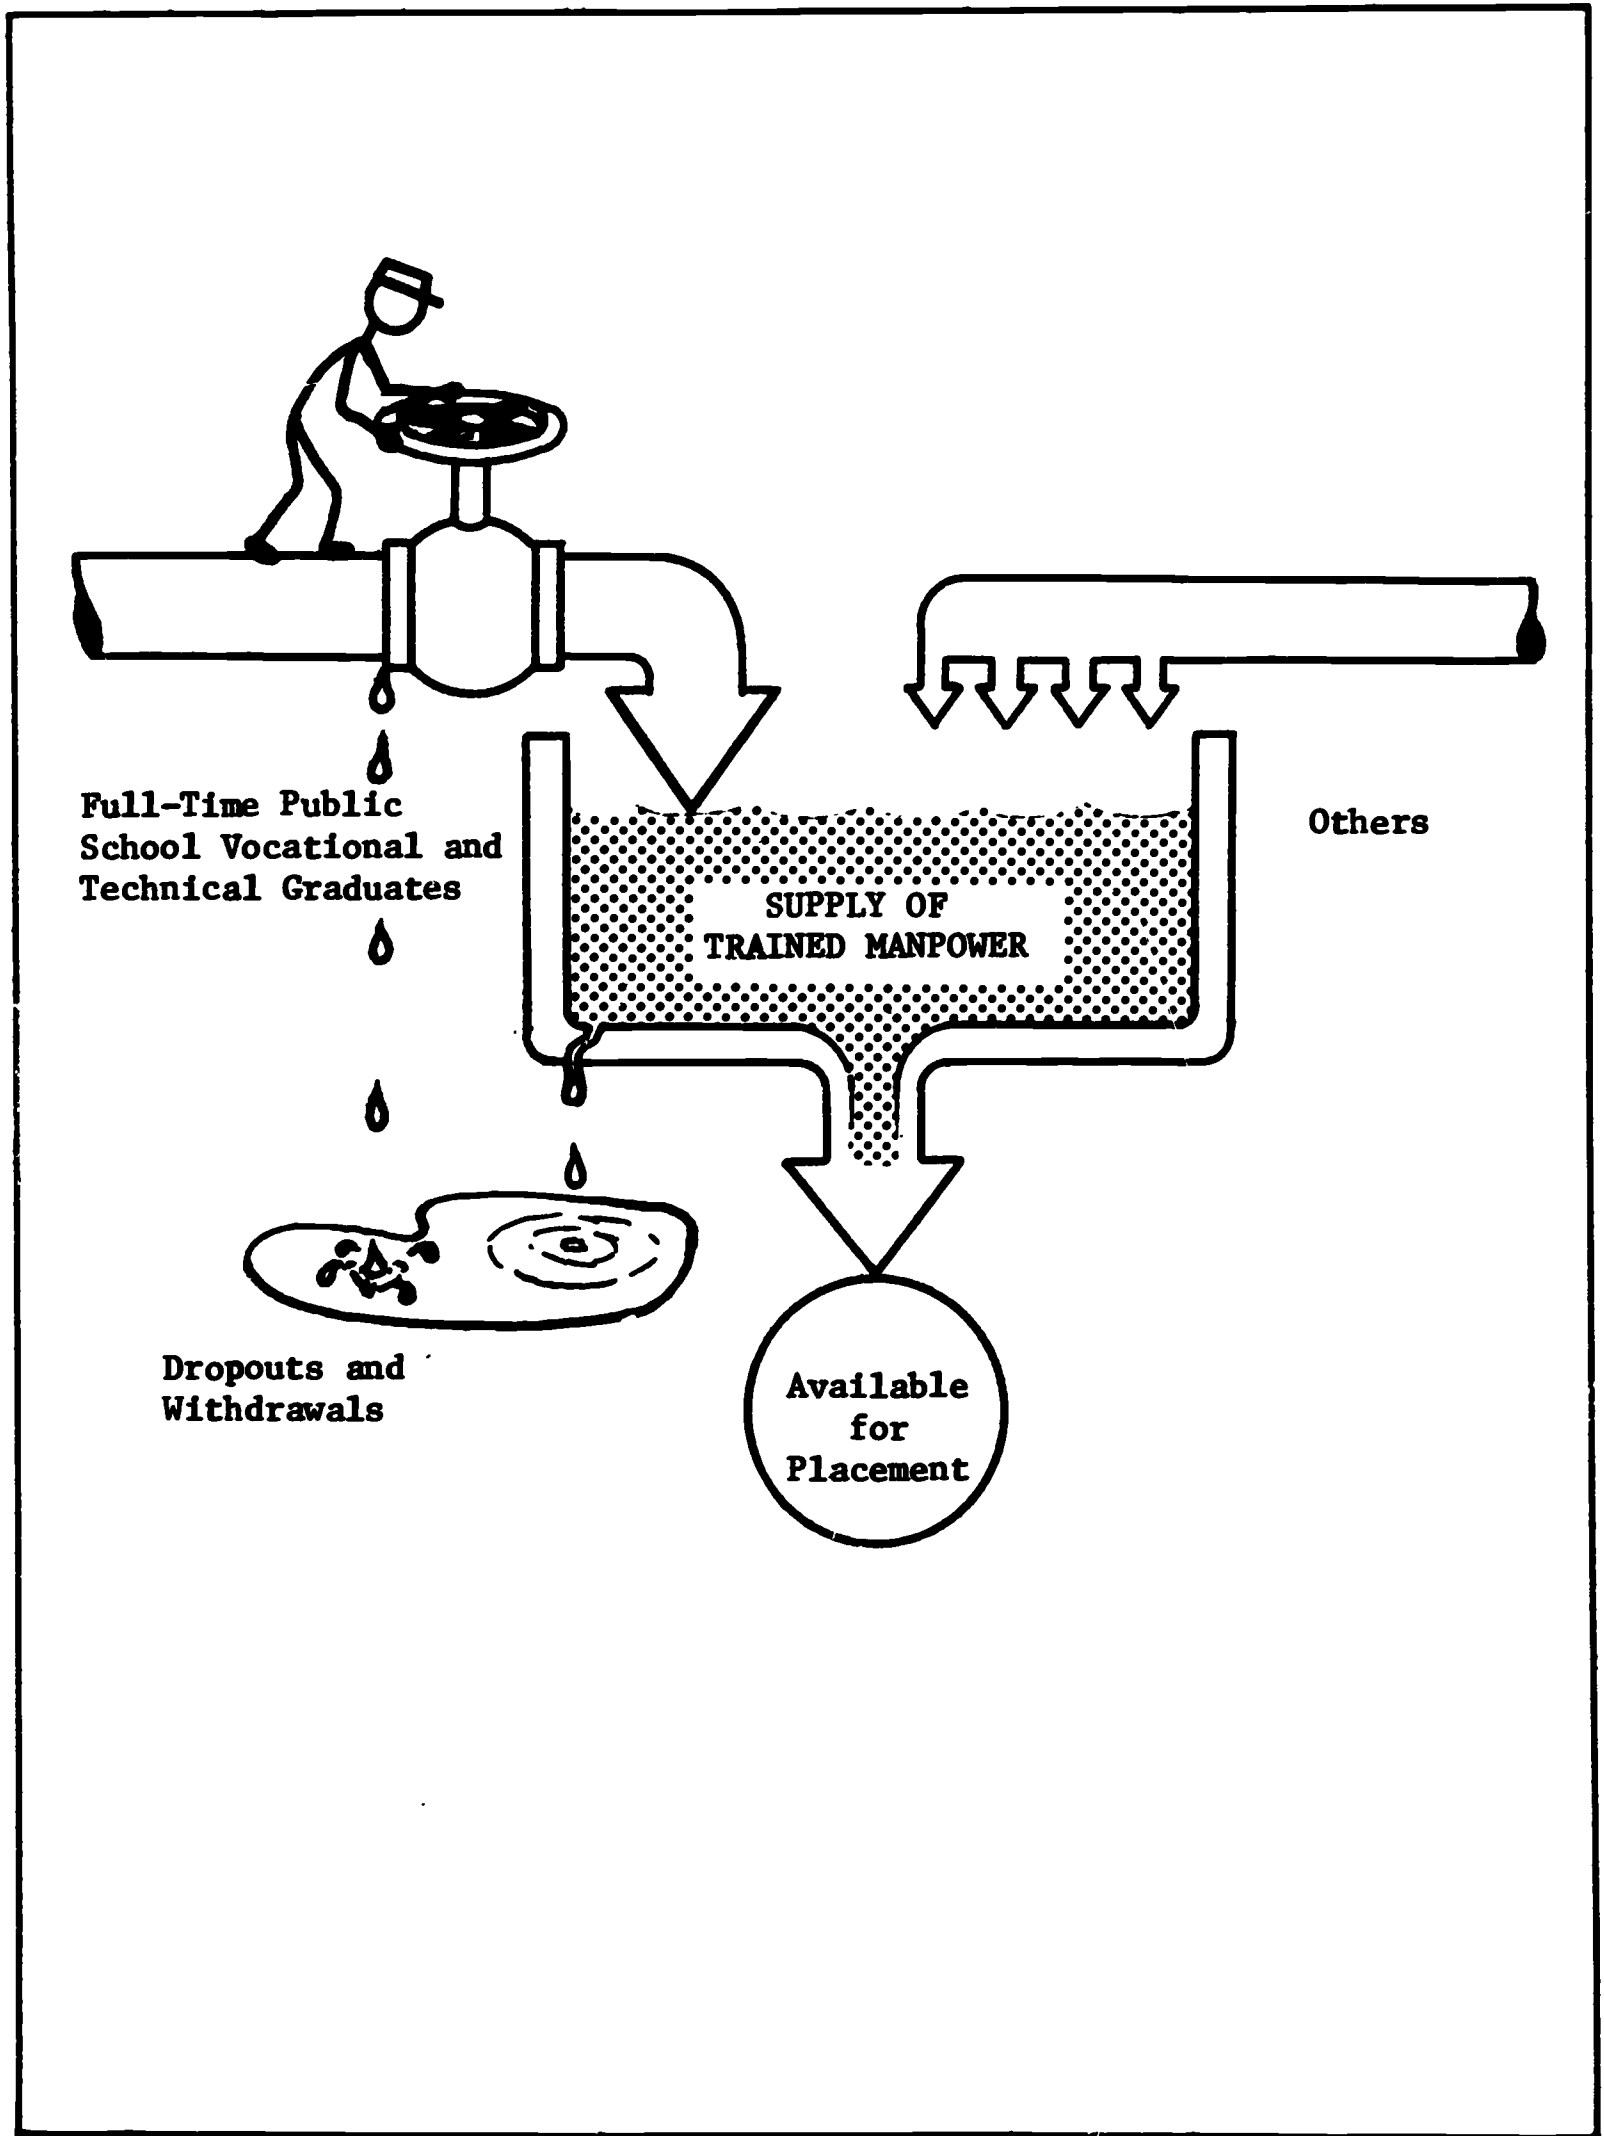 Full-Time Public
School Vocational and
Technical Graduates
Others
SUPPLY OF
TRAINED MANPOWER
Dropouts and
Withdrawals
Available
for
Placement